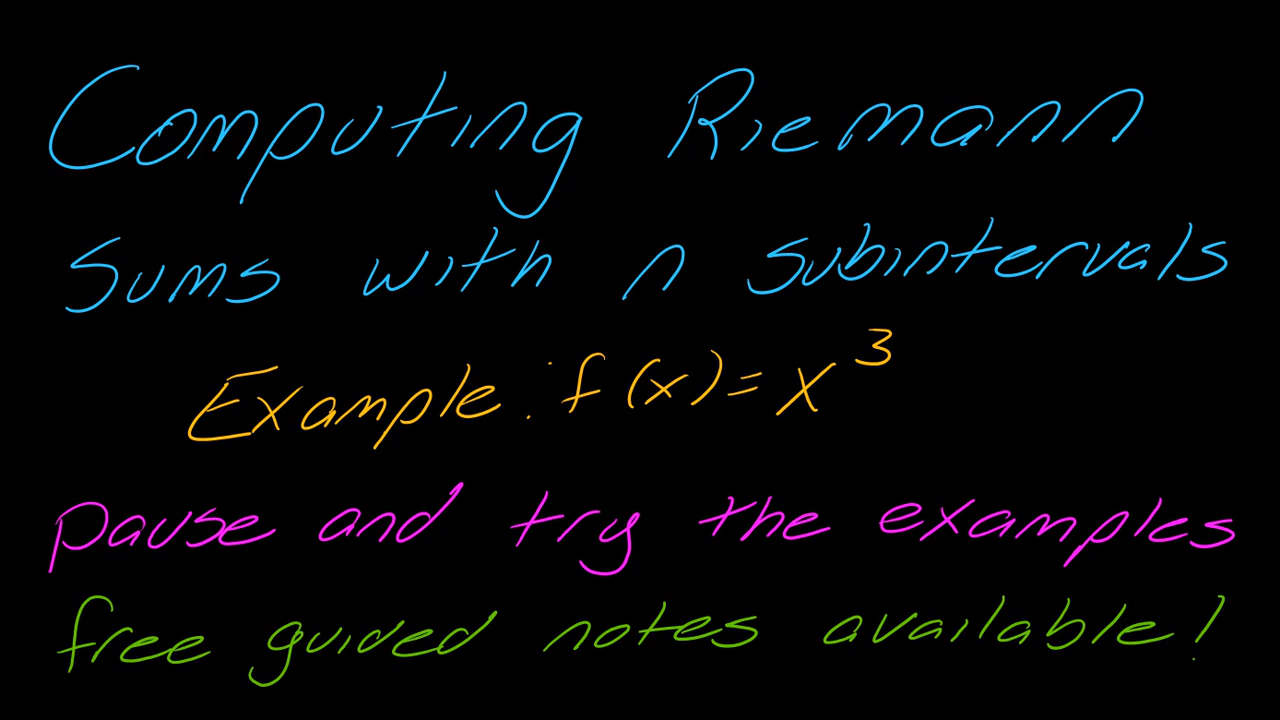 Computing Riemann
Sums with n subintervals
Example: f(x)=x³
pause and try the examples
free guided notes available!